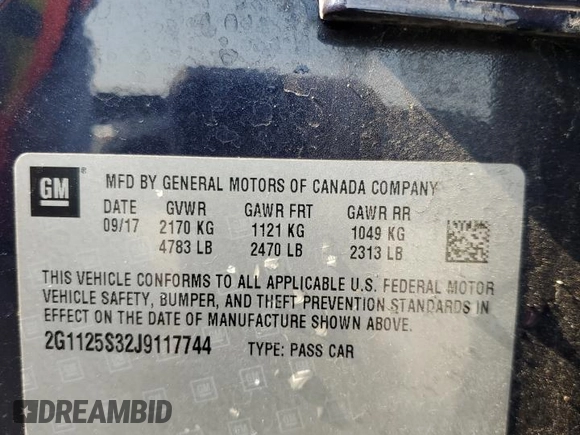 GM ®
MFD BY GENERAL MOTORS OF CANADA COMPANY
DATE GVWR GAWR FRT GAWR RR
09/17 2170 KG 1121 KG 1049 KG
4783 LB 2470 LB 2313 LB
THIS VEHICLE CONFORMS TO ALL APPLICABLE U.S. FEDERAL MOTOR
VEHICLE SAFETY, BUMPER, AND THEFT PREVENTION STANDARDS IN
EFFECT ON THE DATE OF MANUFACTURE SHOWN ABOVE.
2G1125S32J9117744 TYPE: PASS CAR
DREAMBID